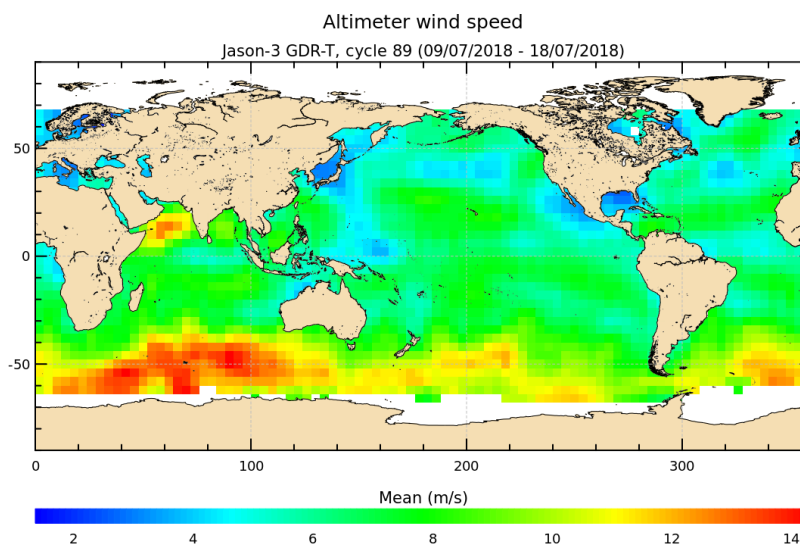 Altimeter wind speed
Jason-3 GDR-T, cycle 89 (09/07/2018 - 18/07/2018)
50
0
-50
0 100 200 300
Mean (m/s)
2 4 6 8 10 12 14